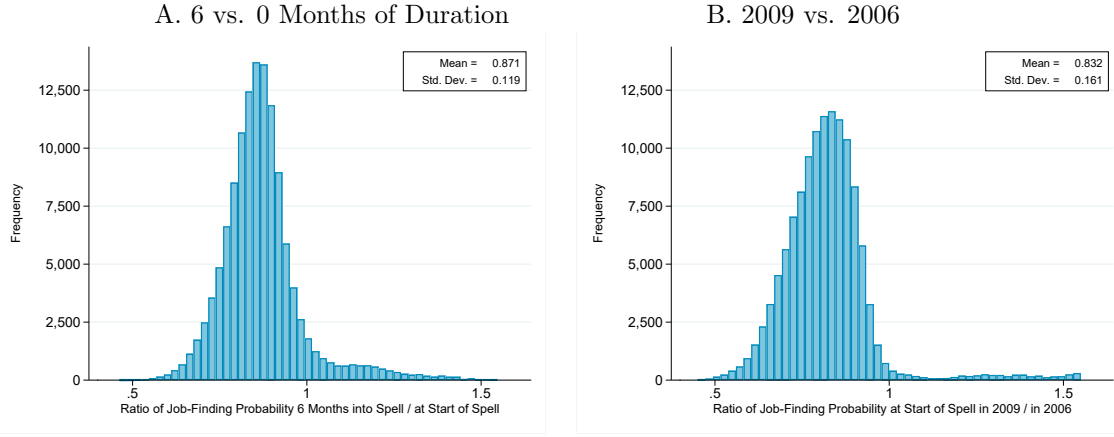 A. 6 vs. 0 Months of Duration
Mean = 0.871
Std. Dev. = 0.119
12,500
10,000
7,500
5,000
2,500
0
Frequency
.5 1 1.5
Ratio of Job-Finding Probability 6 Months into Spell / at Start of Spell
B. 2009 vs. 2006
Mean = 0.832
Std. Dev. = 0.161
12,500
10,000
7,500
5,000
2,500
0
Frequency
.5 1 1.5
Ratio of Job-Finding Probability at Start of Spell in 2009 / in 2006